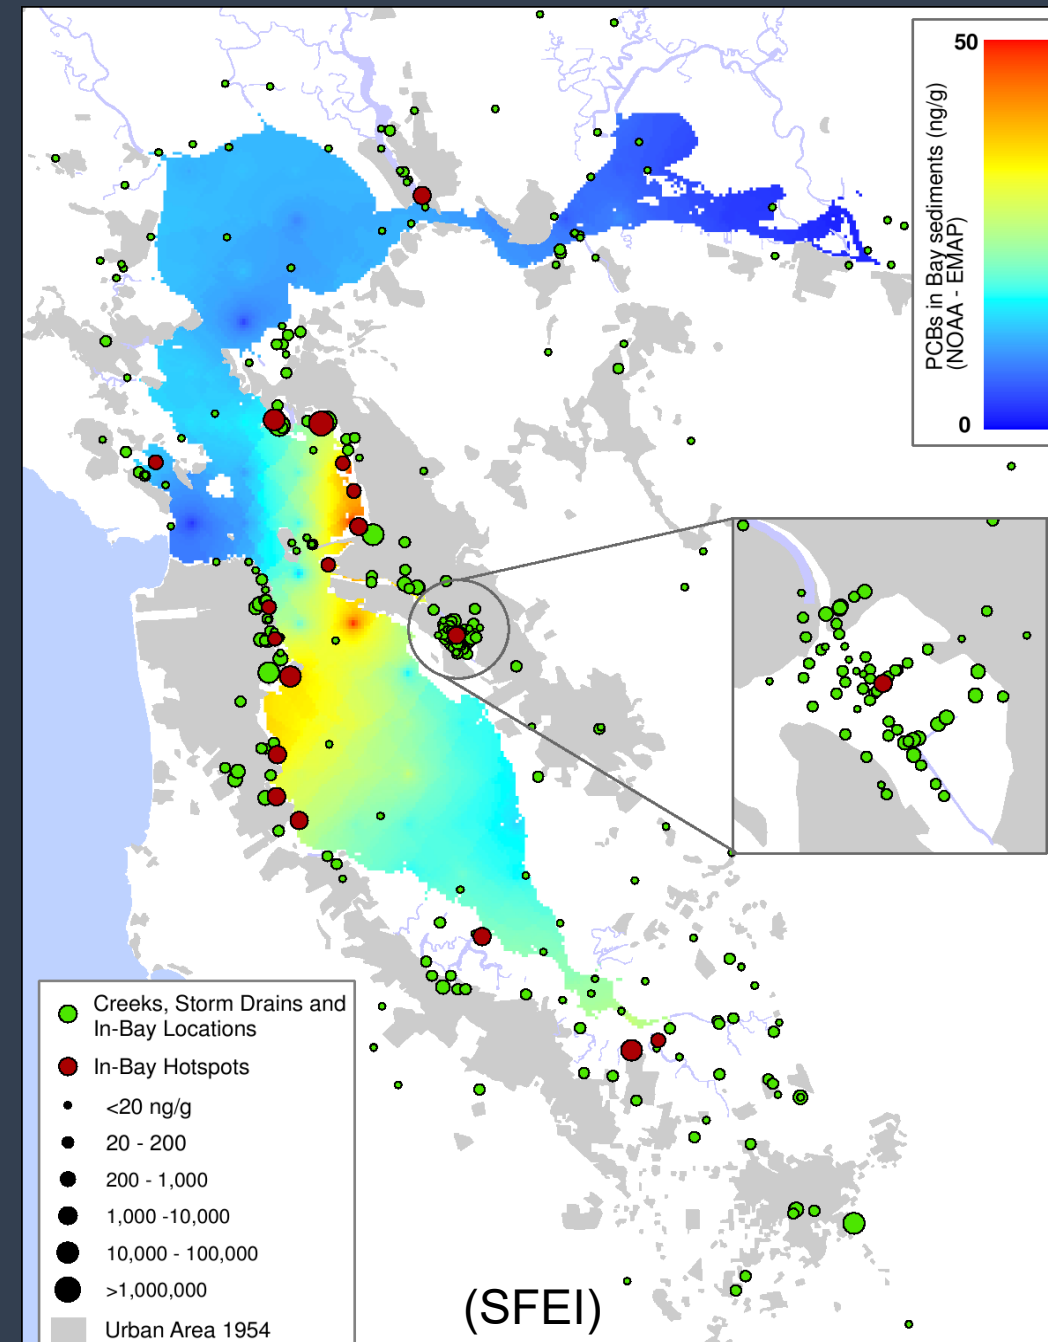 50
PCBs in Bay sediments (ng/g)
(NOAA - EMAP)
0
Creeks, Storm Drains and
In-Bay Locations
In-Bay Hotspots
<20 ng/g
20 - 200
200 - 1,000
1,000 -10,000
10,000 - 100,000
>1,000,000
Urban Area 1954
(SFEI)